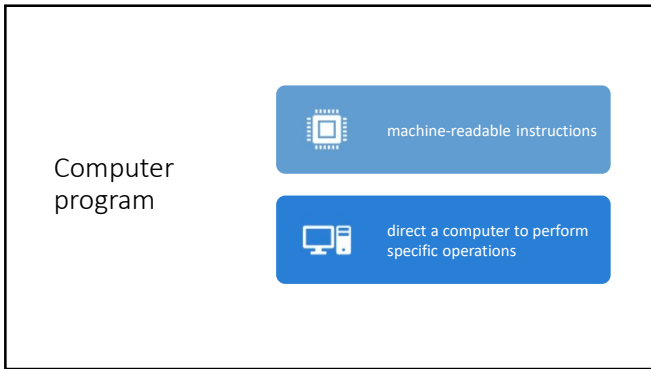 Computer
program
machine-readable instructions
direct a computer to perform
specific operations